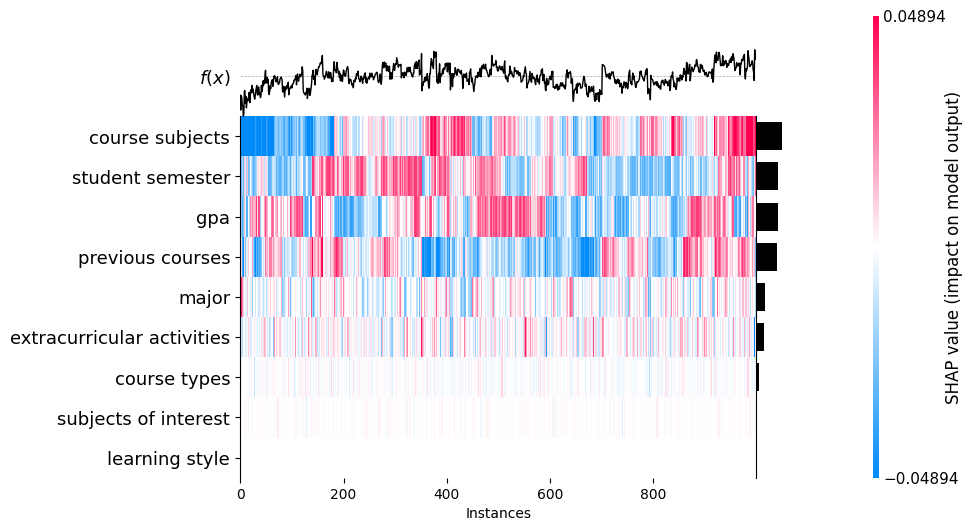 0.04894
f(x)
course subjects
student semester
gpa
previous courses
major
extracurricular activities
course types
subjects of interest
learning style
0 200 400 600 800
Instances
−0.04894
SHAP value (impact on model output)